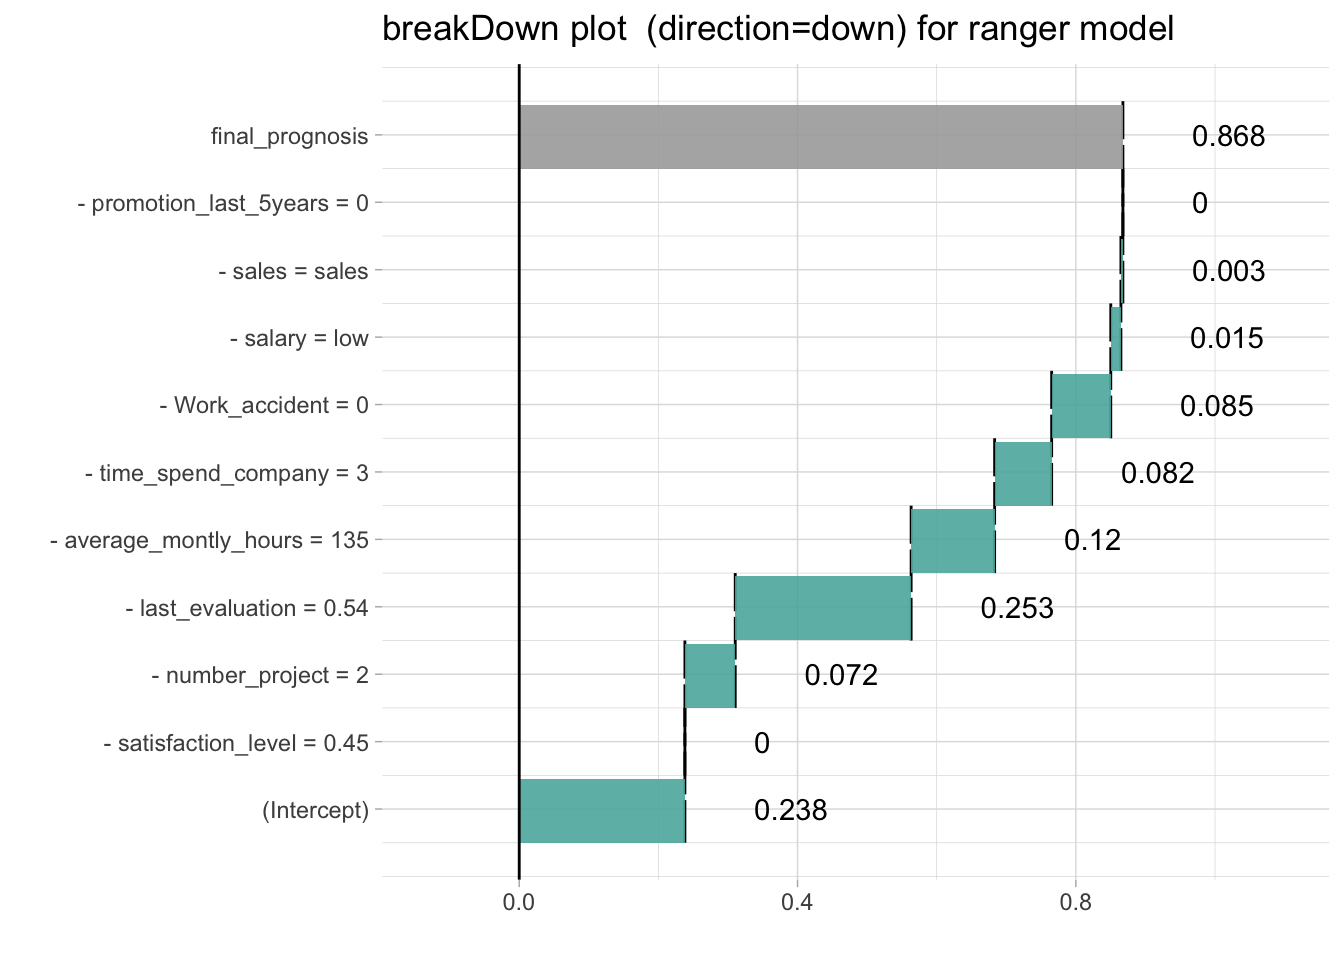 breakDown plot  (direction=down) for ranger model
final_prognosis 0.868
- promotion_last_5years = 0 0
- sales = sales 0.003
- salary = low 0.015
- Work_accident = 0 0.085
- time_spend_company = 3 0.082
- average_montly_hours = 135 0.12
- last_evaluation = 0.54 0.253
- number_project = 2 0.072
- satisfaction_level = 0.45 0
(Intercept) 0.238
0.0 0.4 0.8